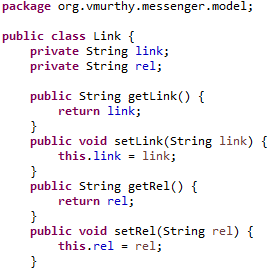 package org.vmurthy.messenger.model;

public class Link {
    private String link;
    private String rel;

    public String getLink() {
        return link;
    }
    public void setLink(String link) {
        this.link = link;
    }
    public String getRel() {
        return rel;
    }
    public void setRel(String rel) {
        this.rel = rel;
    }